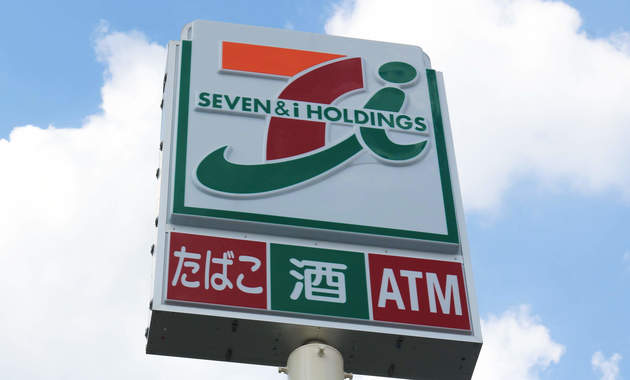 SEVEN&i HOLDINGS
たばこ 酒 ATM